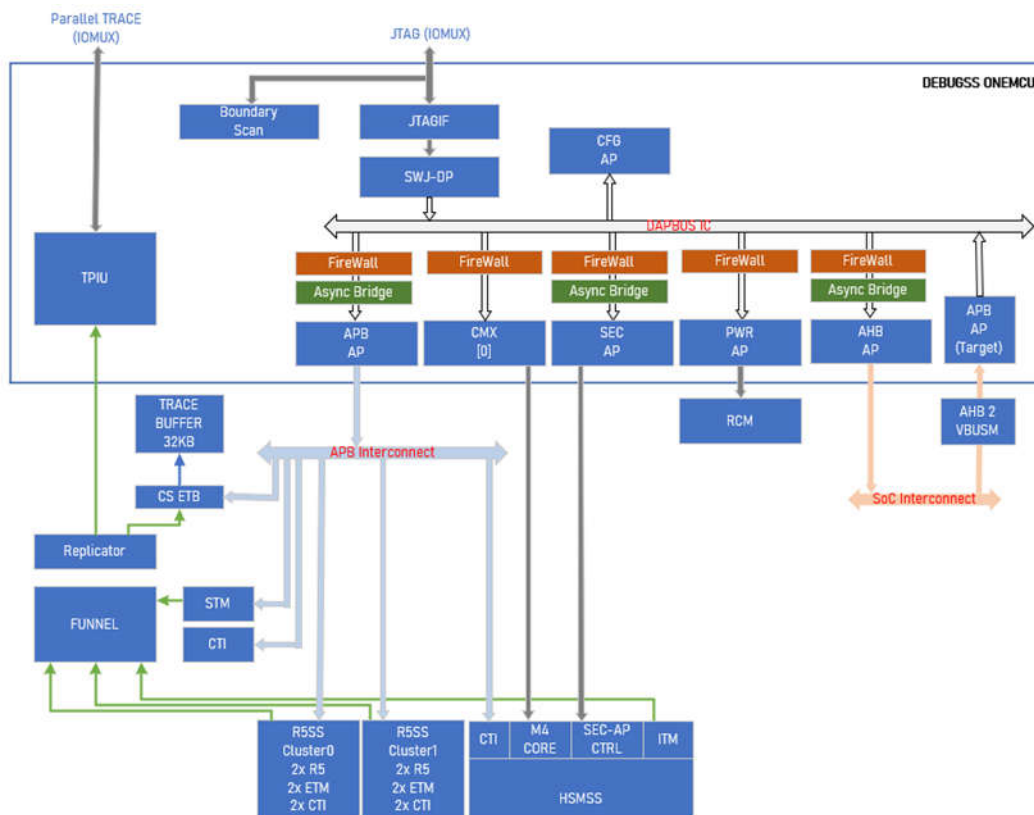 Parallel TRACE
(IOMUX)
JTAG (IOMUX)
DEBUGSS ONEMCU
Boundary
Scan
JTAGIF
CFG
AP
SWJ-DP
DAPBUS IC
TPIU
FireWall
FireWall
FireWall
FireWall
FireWall
Async Bridge
Async Bridge
Async Bridge
APB
AP
CMX
[0]
SEC
AP
PWR
AP
AHB
AP
APB
AP
(Target)
TRACE
BUFFER
32KB
RCM
AHB 2
VBUSM
APB Interconnect
CS ETB
SoC Interconnect
Replicator
FUNNEL
STM
CTI
R5SS
Cluster0
2x R5
2x ETM
2x CTI
R5SS
Cluster1
2x R5
2x ETM
2x CTI
CTI
M4
CORE
SEC-AP
CTRL
ITM
HSMSS